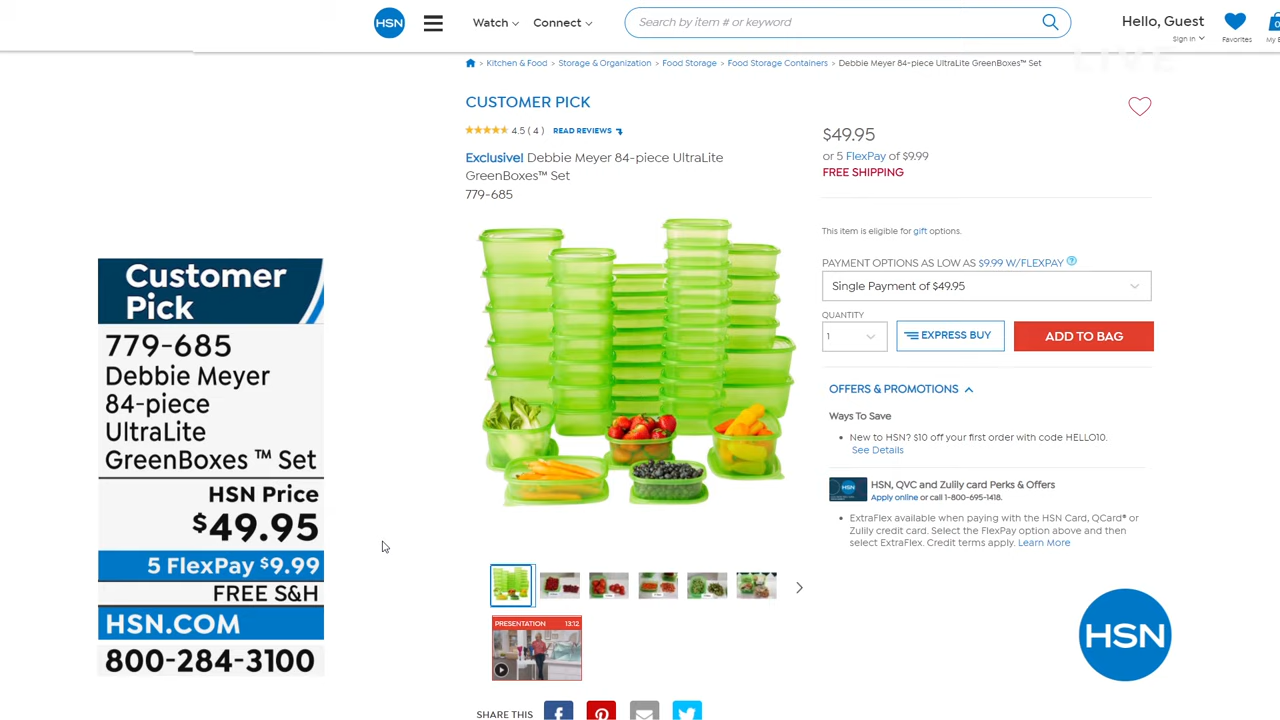 HSN
Watch
Connect
Search by item # or keyword
Hello, Guest
Sign In
Favorites
0
LIVE
> Kitchen & Food > Storage & Organization > Food Storage > Food Storage Containers > Debbie Meyer 84-piece UltraLite GreenBoxes™ Set
CUSTOMER PICK
4.5 ( 4 ) READ REVIEWS
Exclusive! Debbie Meyer 84-piece UltraLite
GreenBoxes™ Set
779-685
$49.95
or 5 FlexPay of $9.99
FREE SHIPPING
This item is eligible for gift options.
PAYMENT OPTIONS AS LOW AS $9.99 W/FLEXPAY ?
Single Payment of $49.95
QUANTITY
1
EXPRESS BUY
ADD TO BAG
OFFERS & PROMOTIONS
Ways To Save
• New to HSN? $10 off your first order with code HELLO10.
See Details
HSN, QVC and Zulily card Perks & Offers
Apply online or call 1-800-695-1418.
• ExtraFlex available when paying with the HSN Card, QCard® or
Zulily credit card. Select the FlexPay option above and then
select ExtraFlex. Credit terms apply. Learn More
PRESENTATION 13:12
SHARE THIS
Customer
Pick
779-685
Debbie Meyer
84-piece
UltraLite
GreenBoxes ™ Set
HSN Price
$49.95
5 FlexPay $9.99
FREE S&H
HSN.COM
800-284-3100
HSN